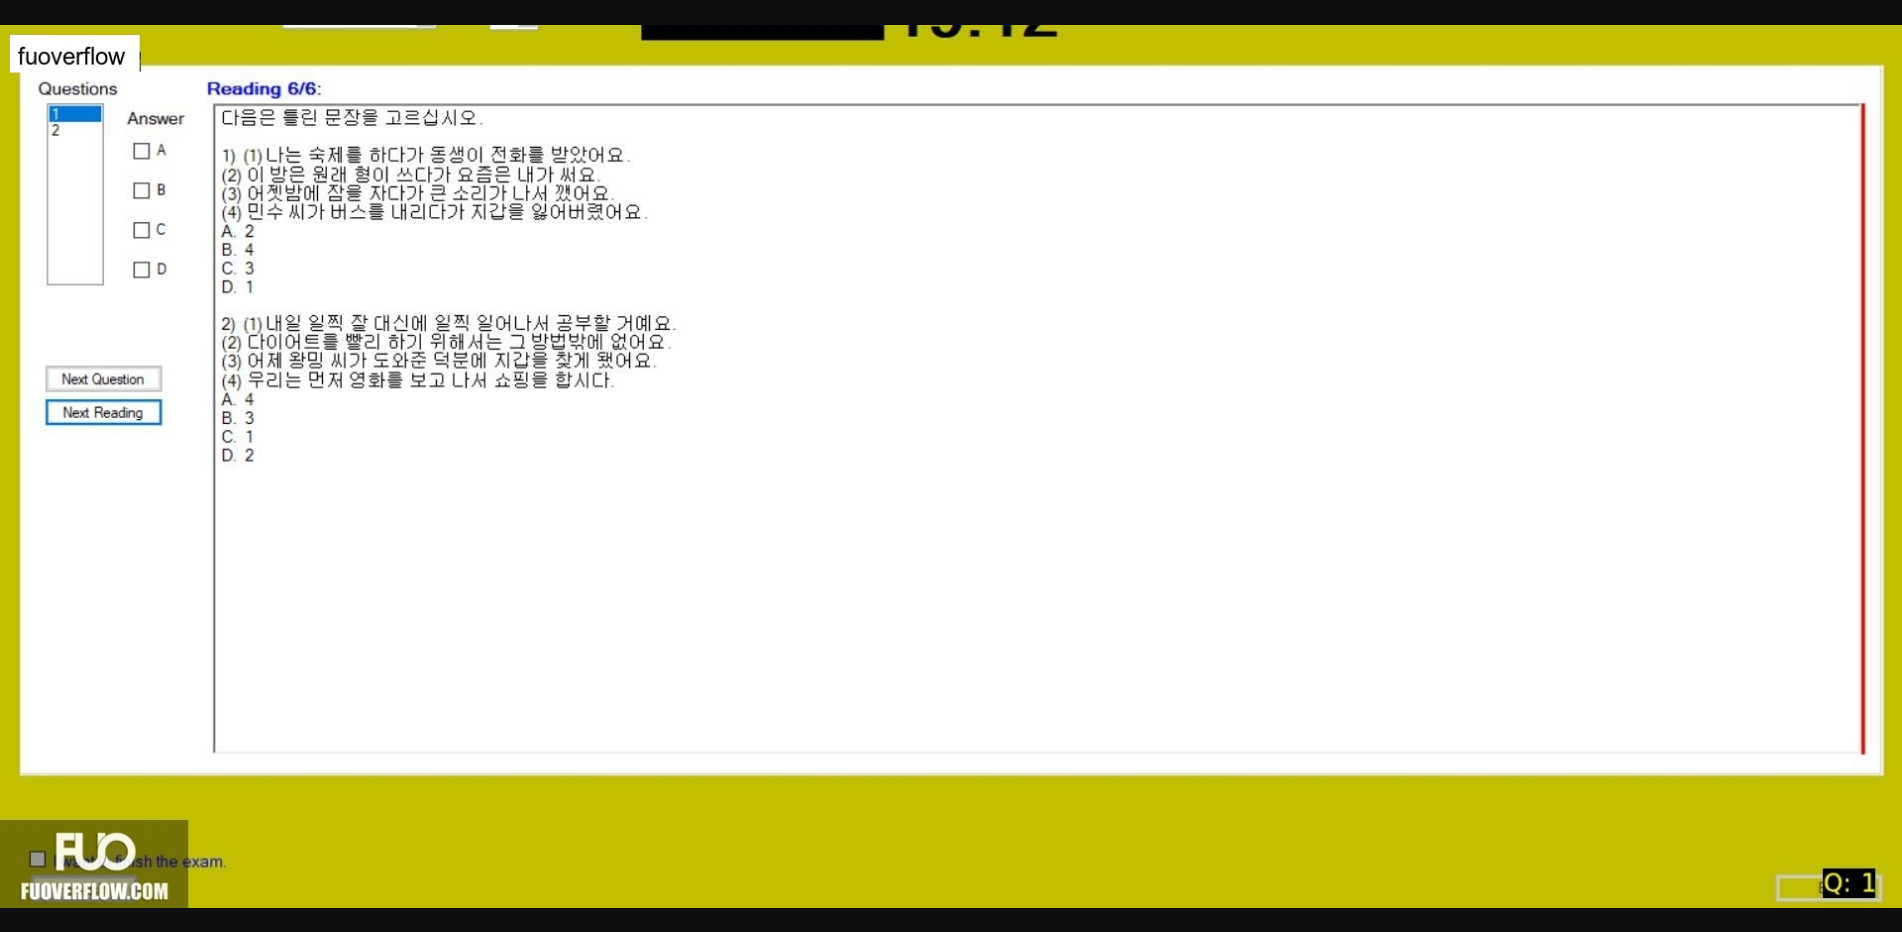 fuoverflow
Questions
Reading 6/6:
1
2
Answer
A
B
C
D
다음은 틀린 문장을 고르십시오.
1) (1)나는 숙제를 하다가 동생이 전화를 받았어요.
(2) 이 방은 원래 형이 쓰다가 요즘은 내가 써요.
(3) 어젯밤에 잠을 자다가 큰 소리가 나서 깼어요.
(4) 민수 씨가 버스를 내리다가 지갑을 잃어버렸어요.
A. 2
B. 4
C. 3
D. 1
2) (1)내일 일찍 잘 대신에 일찍 일어나서 공부할 거예요.
(2) 다이어트를 빨리 하기 위해서는 그 방법밖에 없어요.
(3) 어제 왕밍 씨가 도와준 덕분에 지갑을 찾게 됐어요.
(4) 우리는 먼저 영화를 보고 나서 쇼핑을 합시다.
A. 4
B. 3
C. 1
D. 2
Next Question
Next Reading
FUO
the exam.
FUOVERFLOW.COM
Q: 1